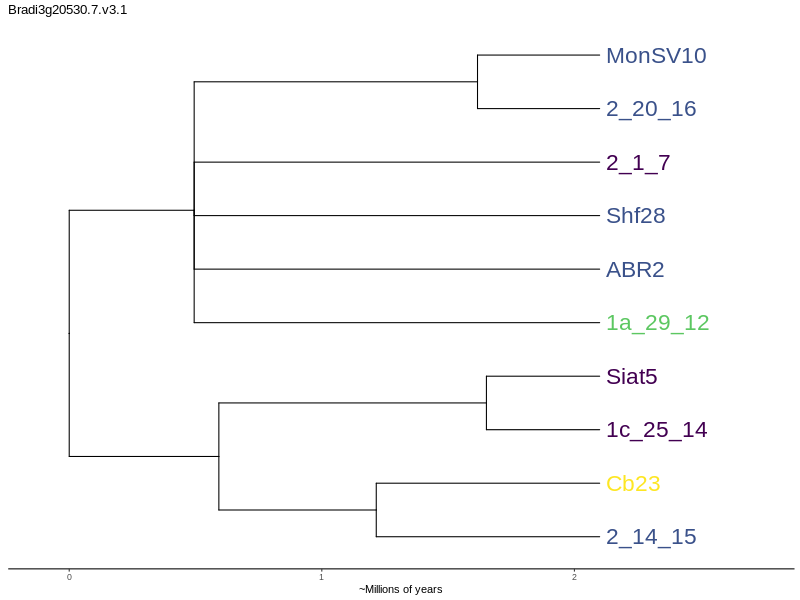 Bradi3g20530.7.v3.1
MonSV10
2_20_16
2_1_7
Shf28
ABR2
1a_29_12
Siat5
1c_25_14
Cb23
2_14_15
0 1 2
~Millions of years